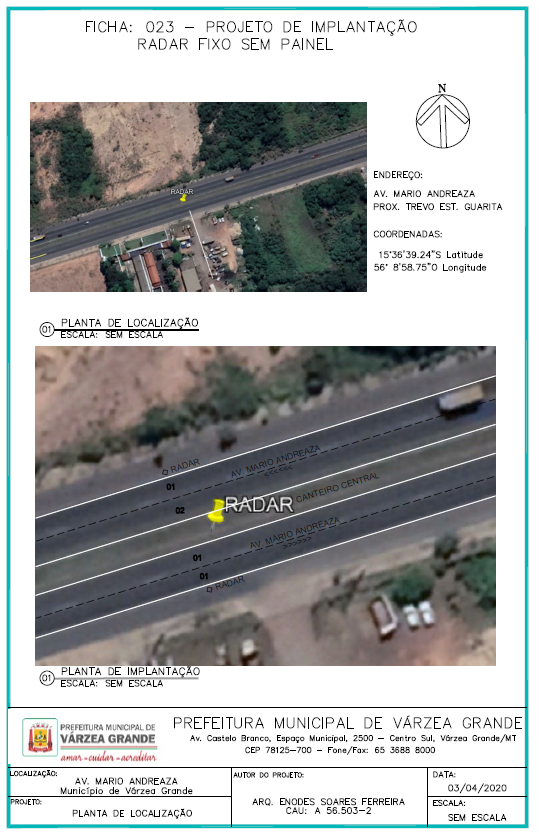 FICHA: 023 - PROJETO DE IMPLANTAÇÃO
RADAR FIXO SEM PAINEL
N
RADAR
ENDEREÇO:
AV. MARIO ANDREAZA
PROX. TREVO EST. GUARITA
COORDENADAS:
15°36'39.24"S Latitude
56° 8'58.75"O Longitude
01 PLANTA DE LOCALIZAÇÃO
ESCALA: SEM ESCALA
RADAR
AV. MARIO ANDREAZA
<<<<<<
01
CANTEIRO CENTRAL
02
RADAR
AV. MARIO ANDREAZA
>>>>>>
01
01
RADAR
01 PLANTA DE IMPLANTAÇÃO
ESCALA: SEM ESCALA
PREFEITURA MUNICIPAL DE
VÁRZEA GRANDE
amar - cuidar - acreditar
PREFEITURA MUNICIPAL DE VÁRZEA GRANDE
Av. Castelo Branco, Espaço Municipal, 2500 - Centro Sul, Várzea Grande/MT
CEP 78125-700 - Fone/Fax: 65 3688 8000
LOCALIZAÇÃO:
AV. MARIO ANDREAZA
Município de Várzea Grande
AUTOR DO PROJETO:
ARQ. ENODES SOARES FERREIRA
CAU: A 56.503-2
DATA:
03/04/2020
PROJETO:
PLANTA DE LOCALIZAÇÃO
ESCALA:
SEM ESCALA